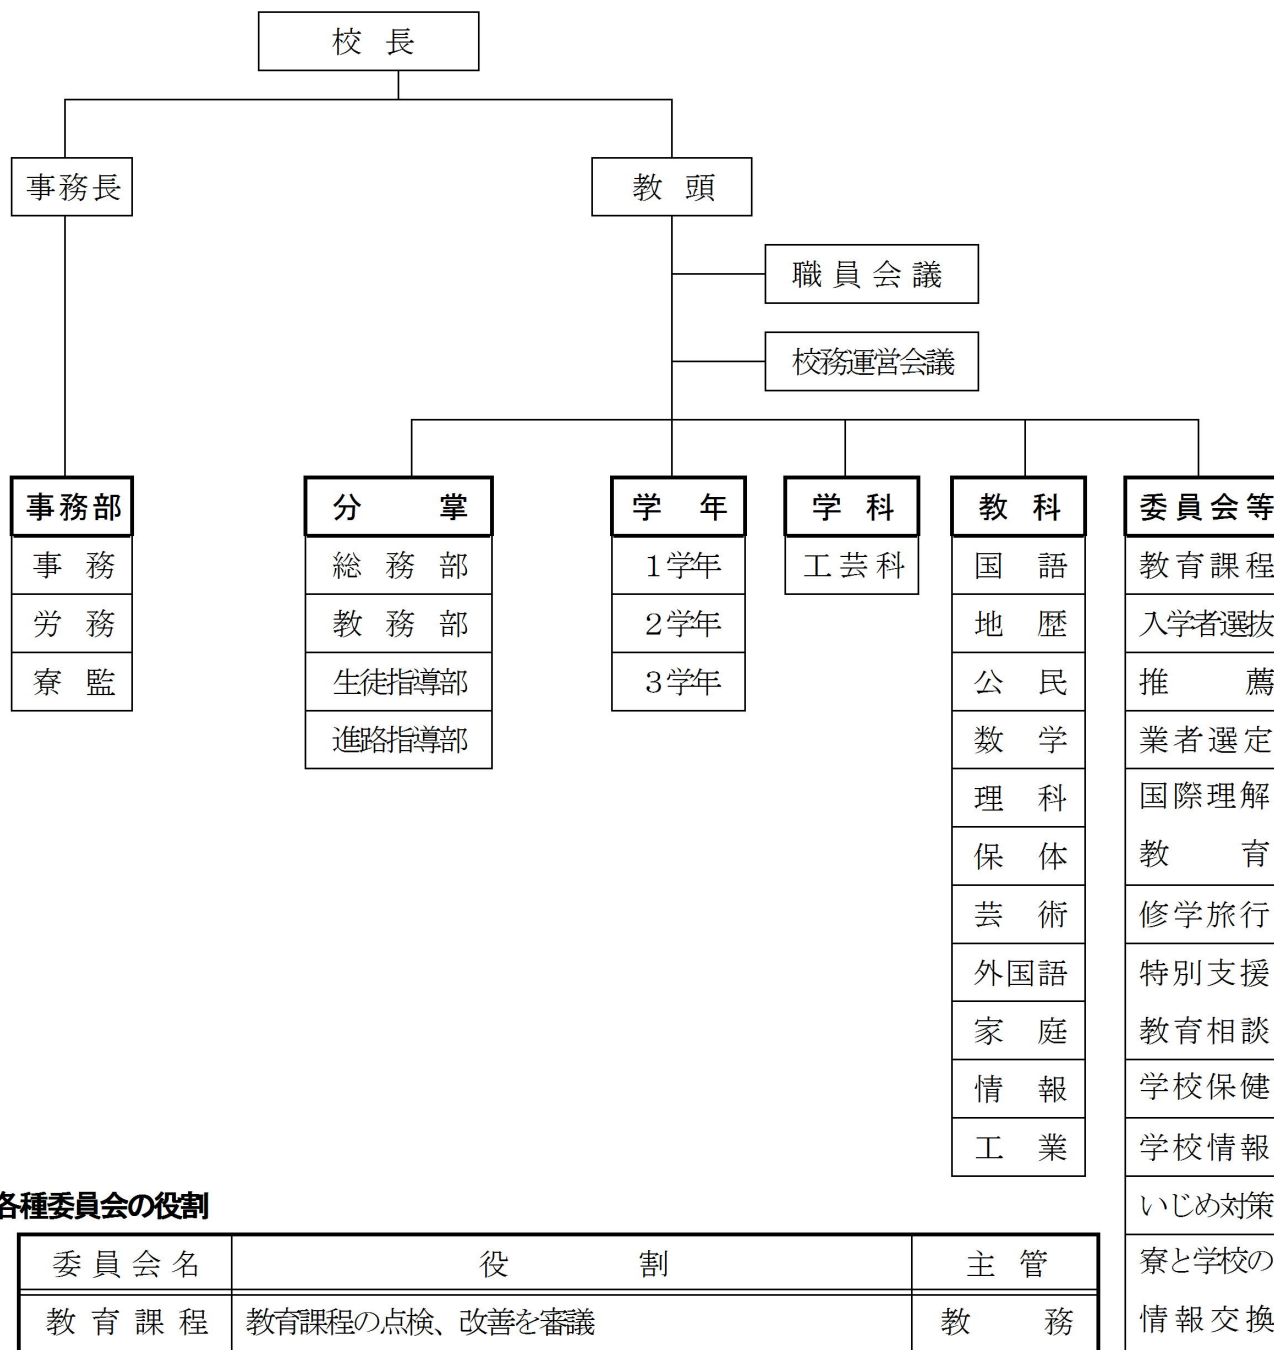 校長
事務長
教頭
職員会議
校務運営会議
事務部
事務
労務
寮監
分掌
総務部
教務部
生徒指導部
進路指導部
学年
1学年
2学年
3学年
学科
工芸科
教科
国語
地歴
公民
数学
理科
保体
芸術
外国語
家庭
情報
工業
委員会等
教育課程
入学者選抜
推薦
業者選定
国際理解
教育
修学旅行
特別支援
教育相談
学校保健
学校情報
いじめ対策
寮と学校の
情報交換
各種委員会の役割
委員会名 役割 主管
教育課程 教育課程の点検、改善を審議 教務